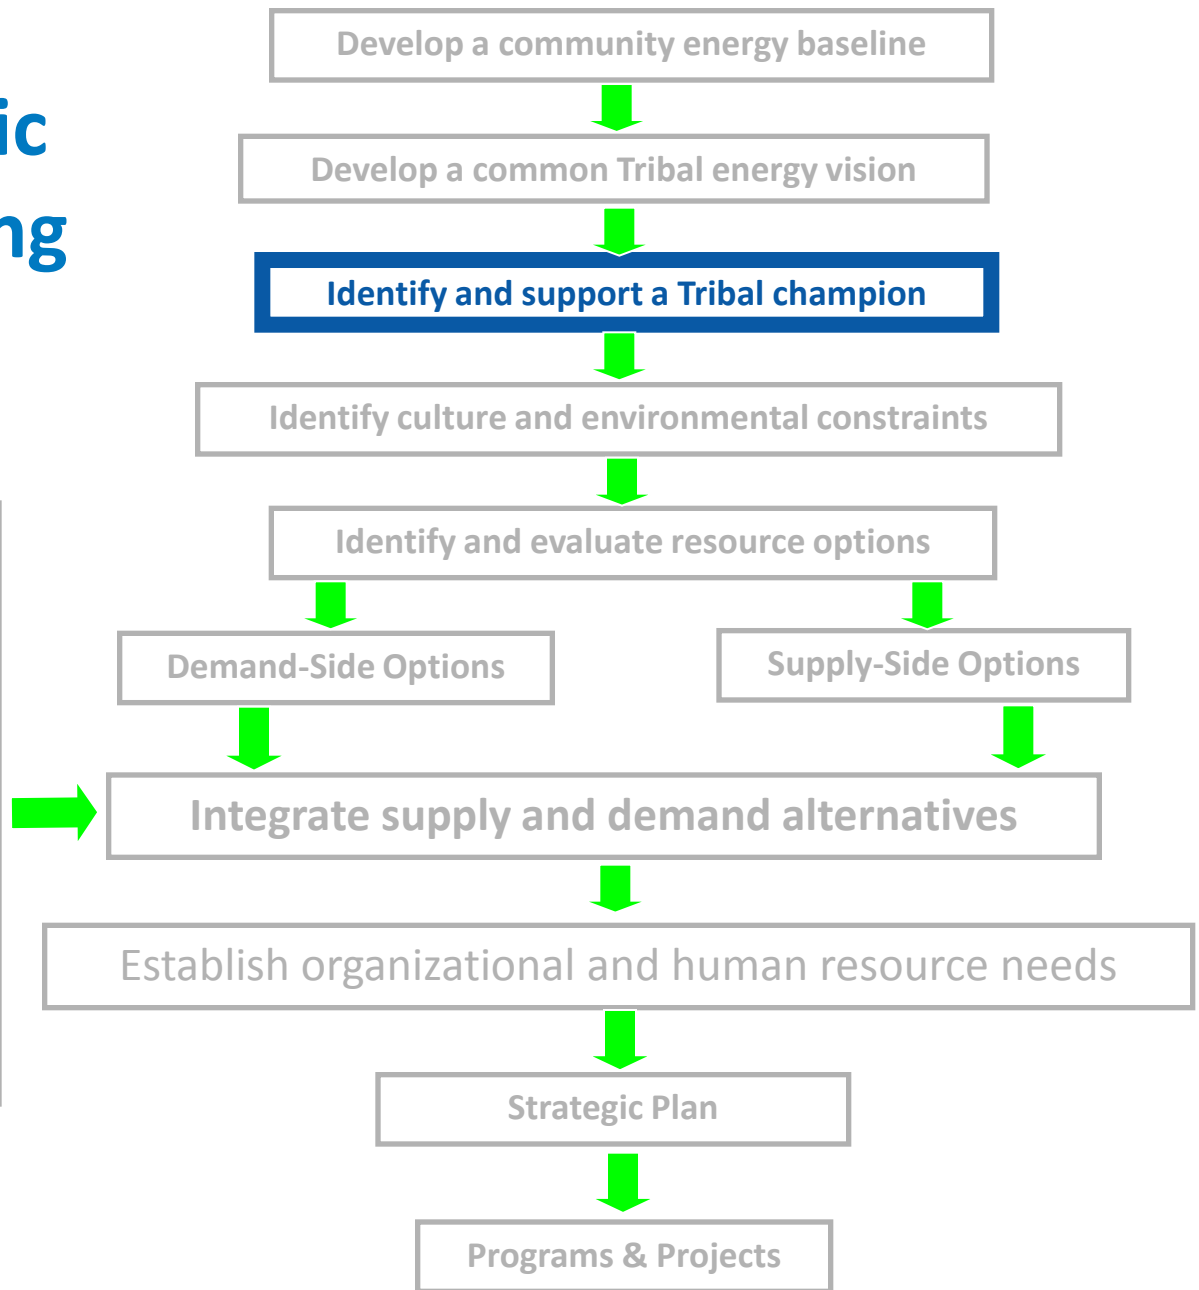 Develop a community energy baseline
ic
Develop a common Tribal energy vision
ng
Identify and support a Tribal champion
Identify culture and environmental constraints
Identify and evaluate resource options
Demand-Side Options
Supply-Side Options
Integrate supply and demand alternatives
Establish organizational and human resource needs
Strategic Plan
Programs & Projects